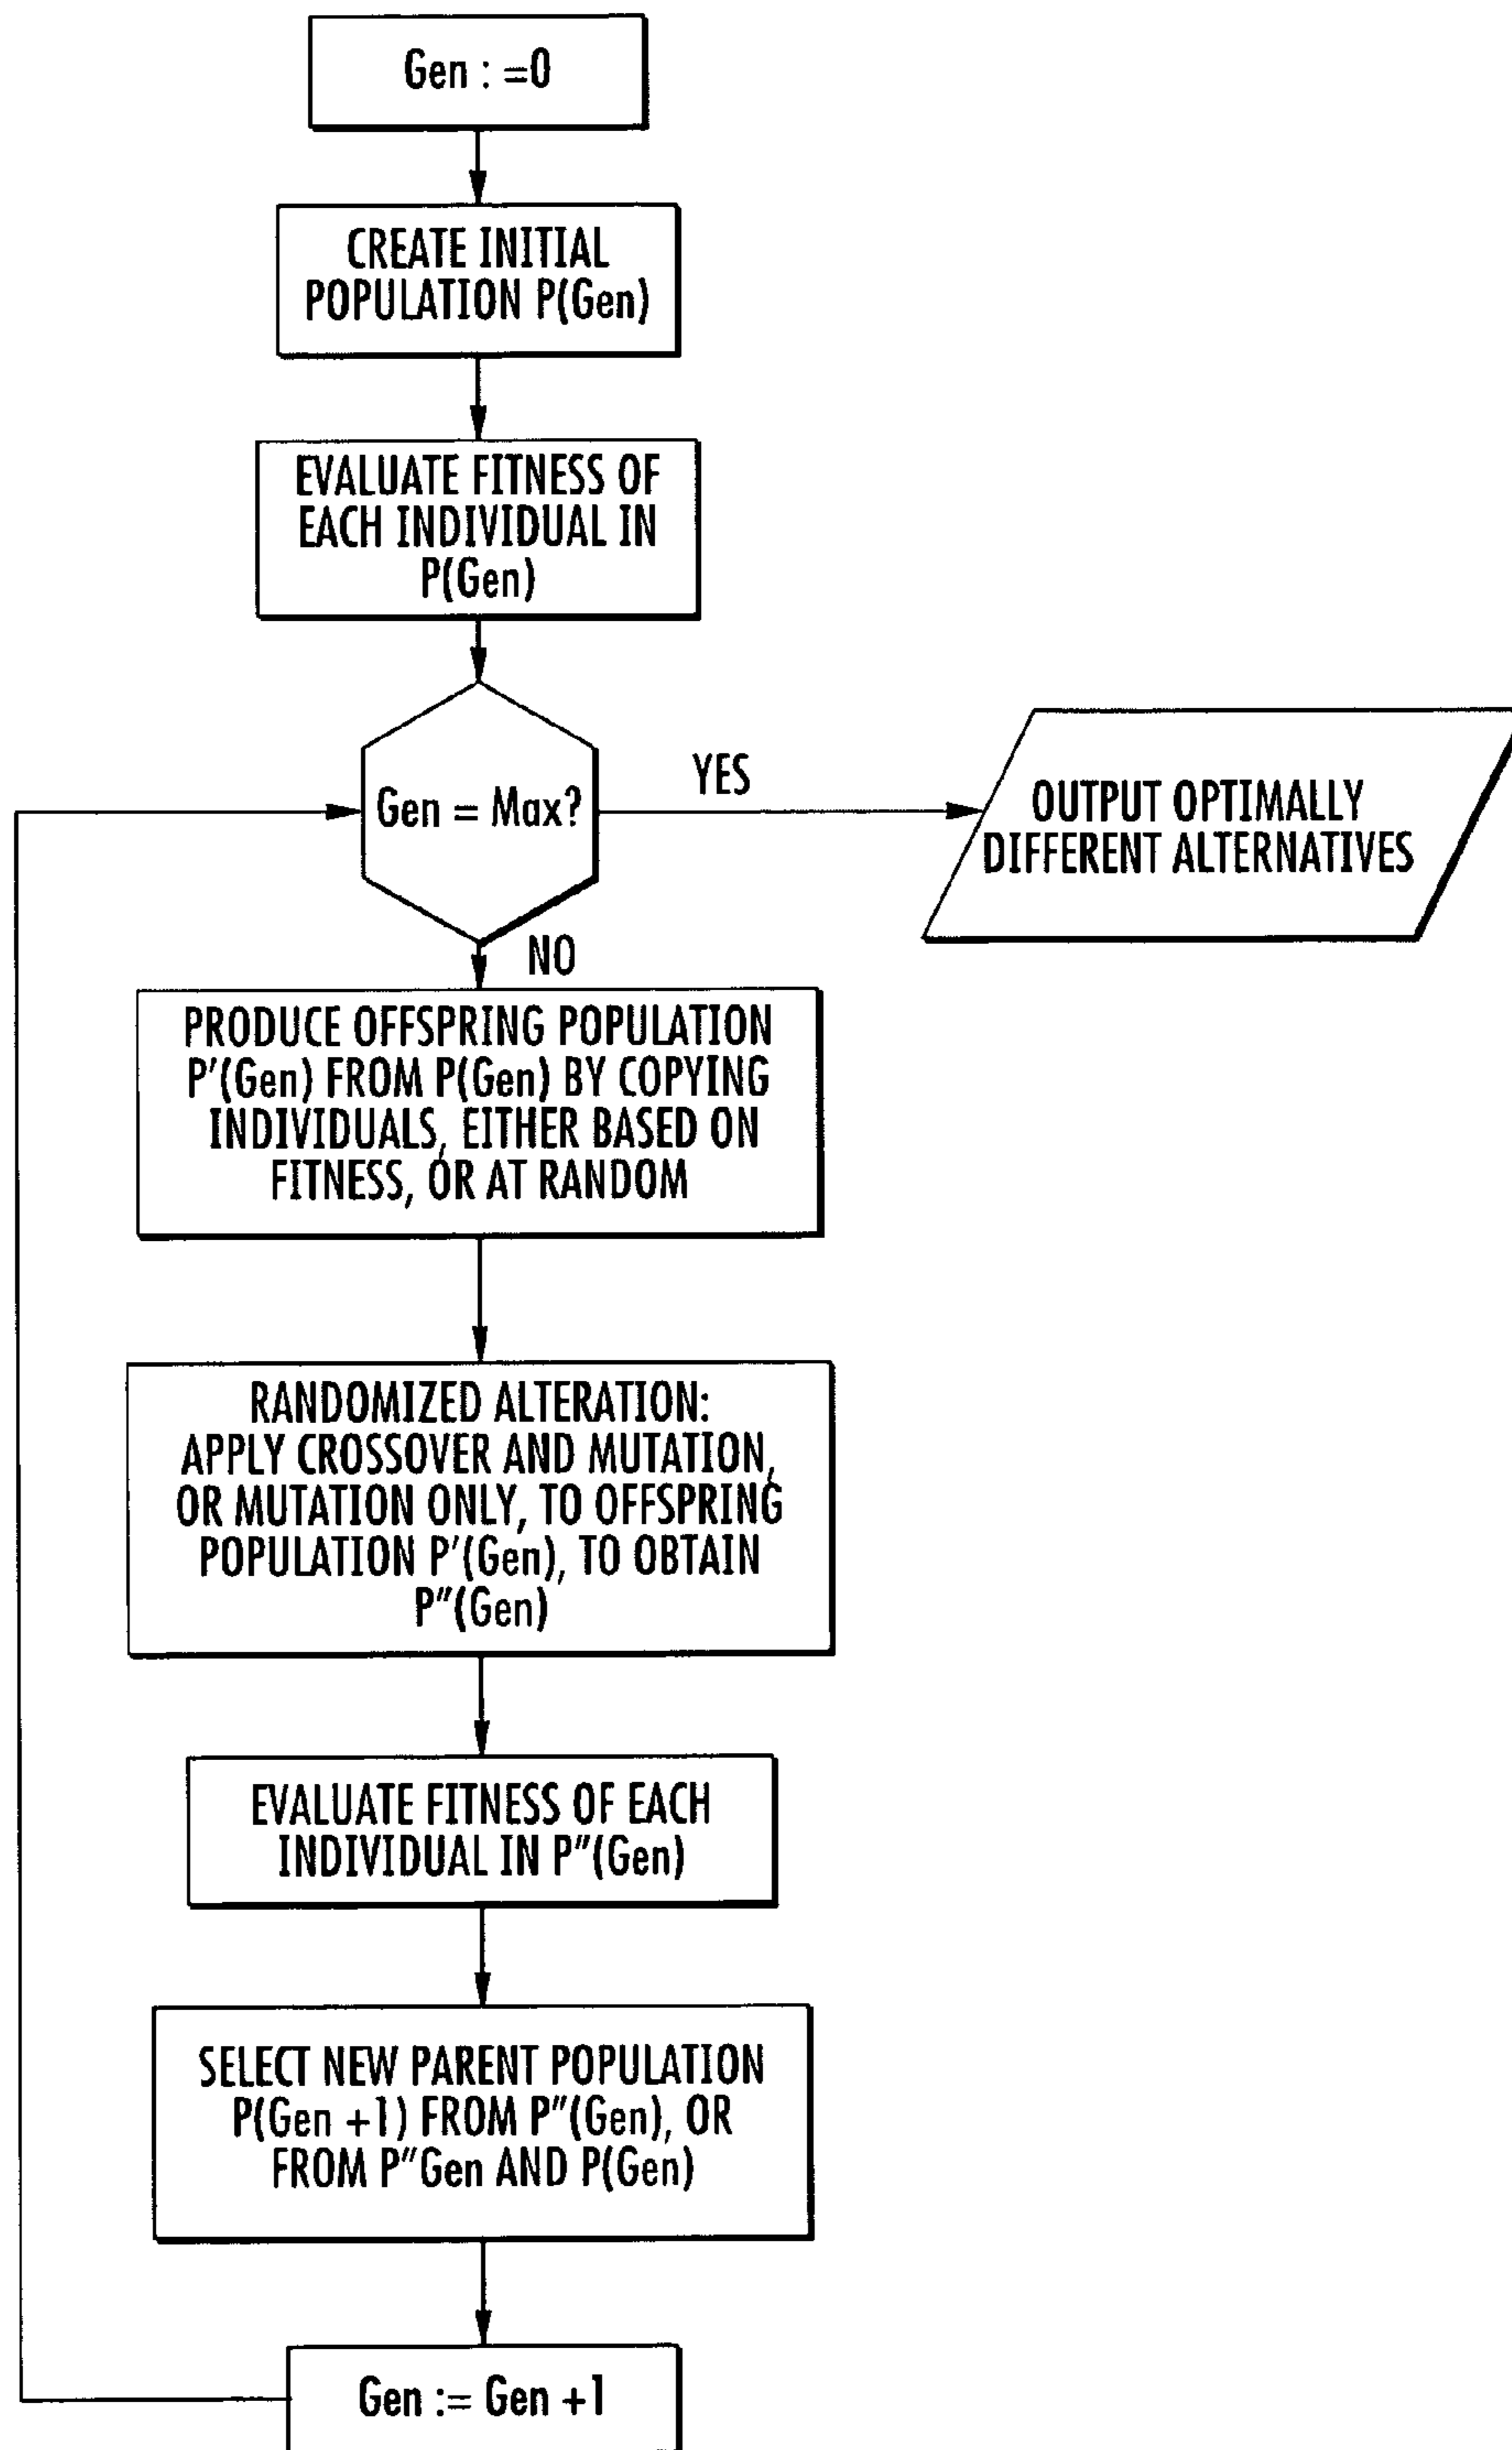 Gen : =0
CREATE INITIAL
POPULATION P(Gen)
EVALUATE FITNESS OF
EACH INDIVIDUAL IN
P(Gen)
Gen = Max?
YES
OUTPUT OPTIMALLY
DIFFERENT ALTERNATIVES
NO
PRODUCE OFFSPRING POPULATION
P'(Gen) FROM P(Gen) BY COPYING
INDIVIDUALS, EITHER BASED ON
FITNESS, OR AT RANDOM
RANDOMIZED ALTERATION:
APPLY CROSSOVER AND MUTATION,
OR MUTATION ONLY, TO OFFSPRING
POPULATION P'(Gen), TO OBTAIN
P"(Gen)
EVALUATE FITNESS OF EACH
INDIVIDUAL IN P"(Gen)
SELECT NEW PARENT POPULATION
P(Gen +1) FROM P"(Gen), OR
FROM P"Gen AND P(Gen)
Gen := Gen +1